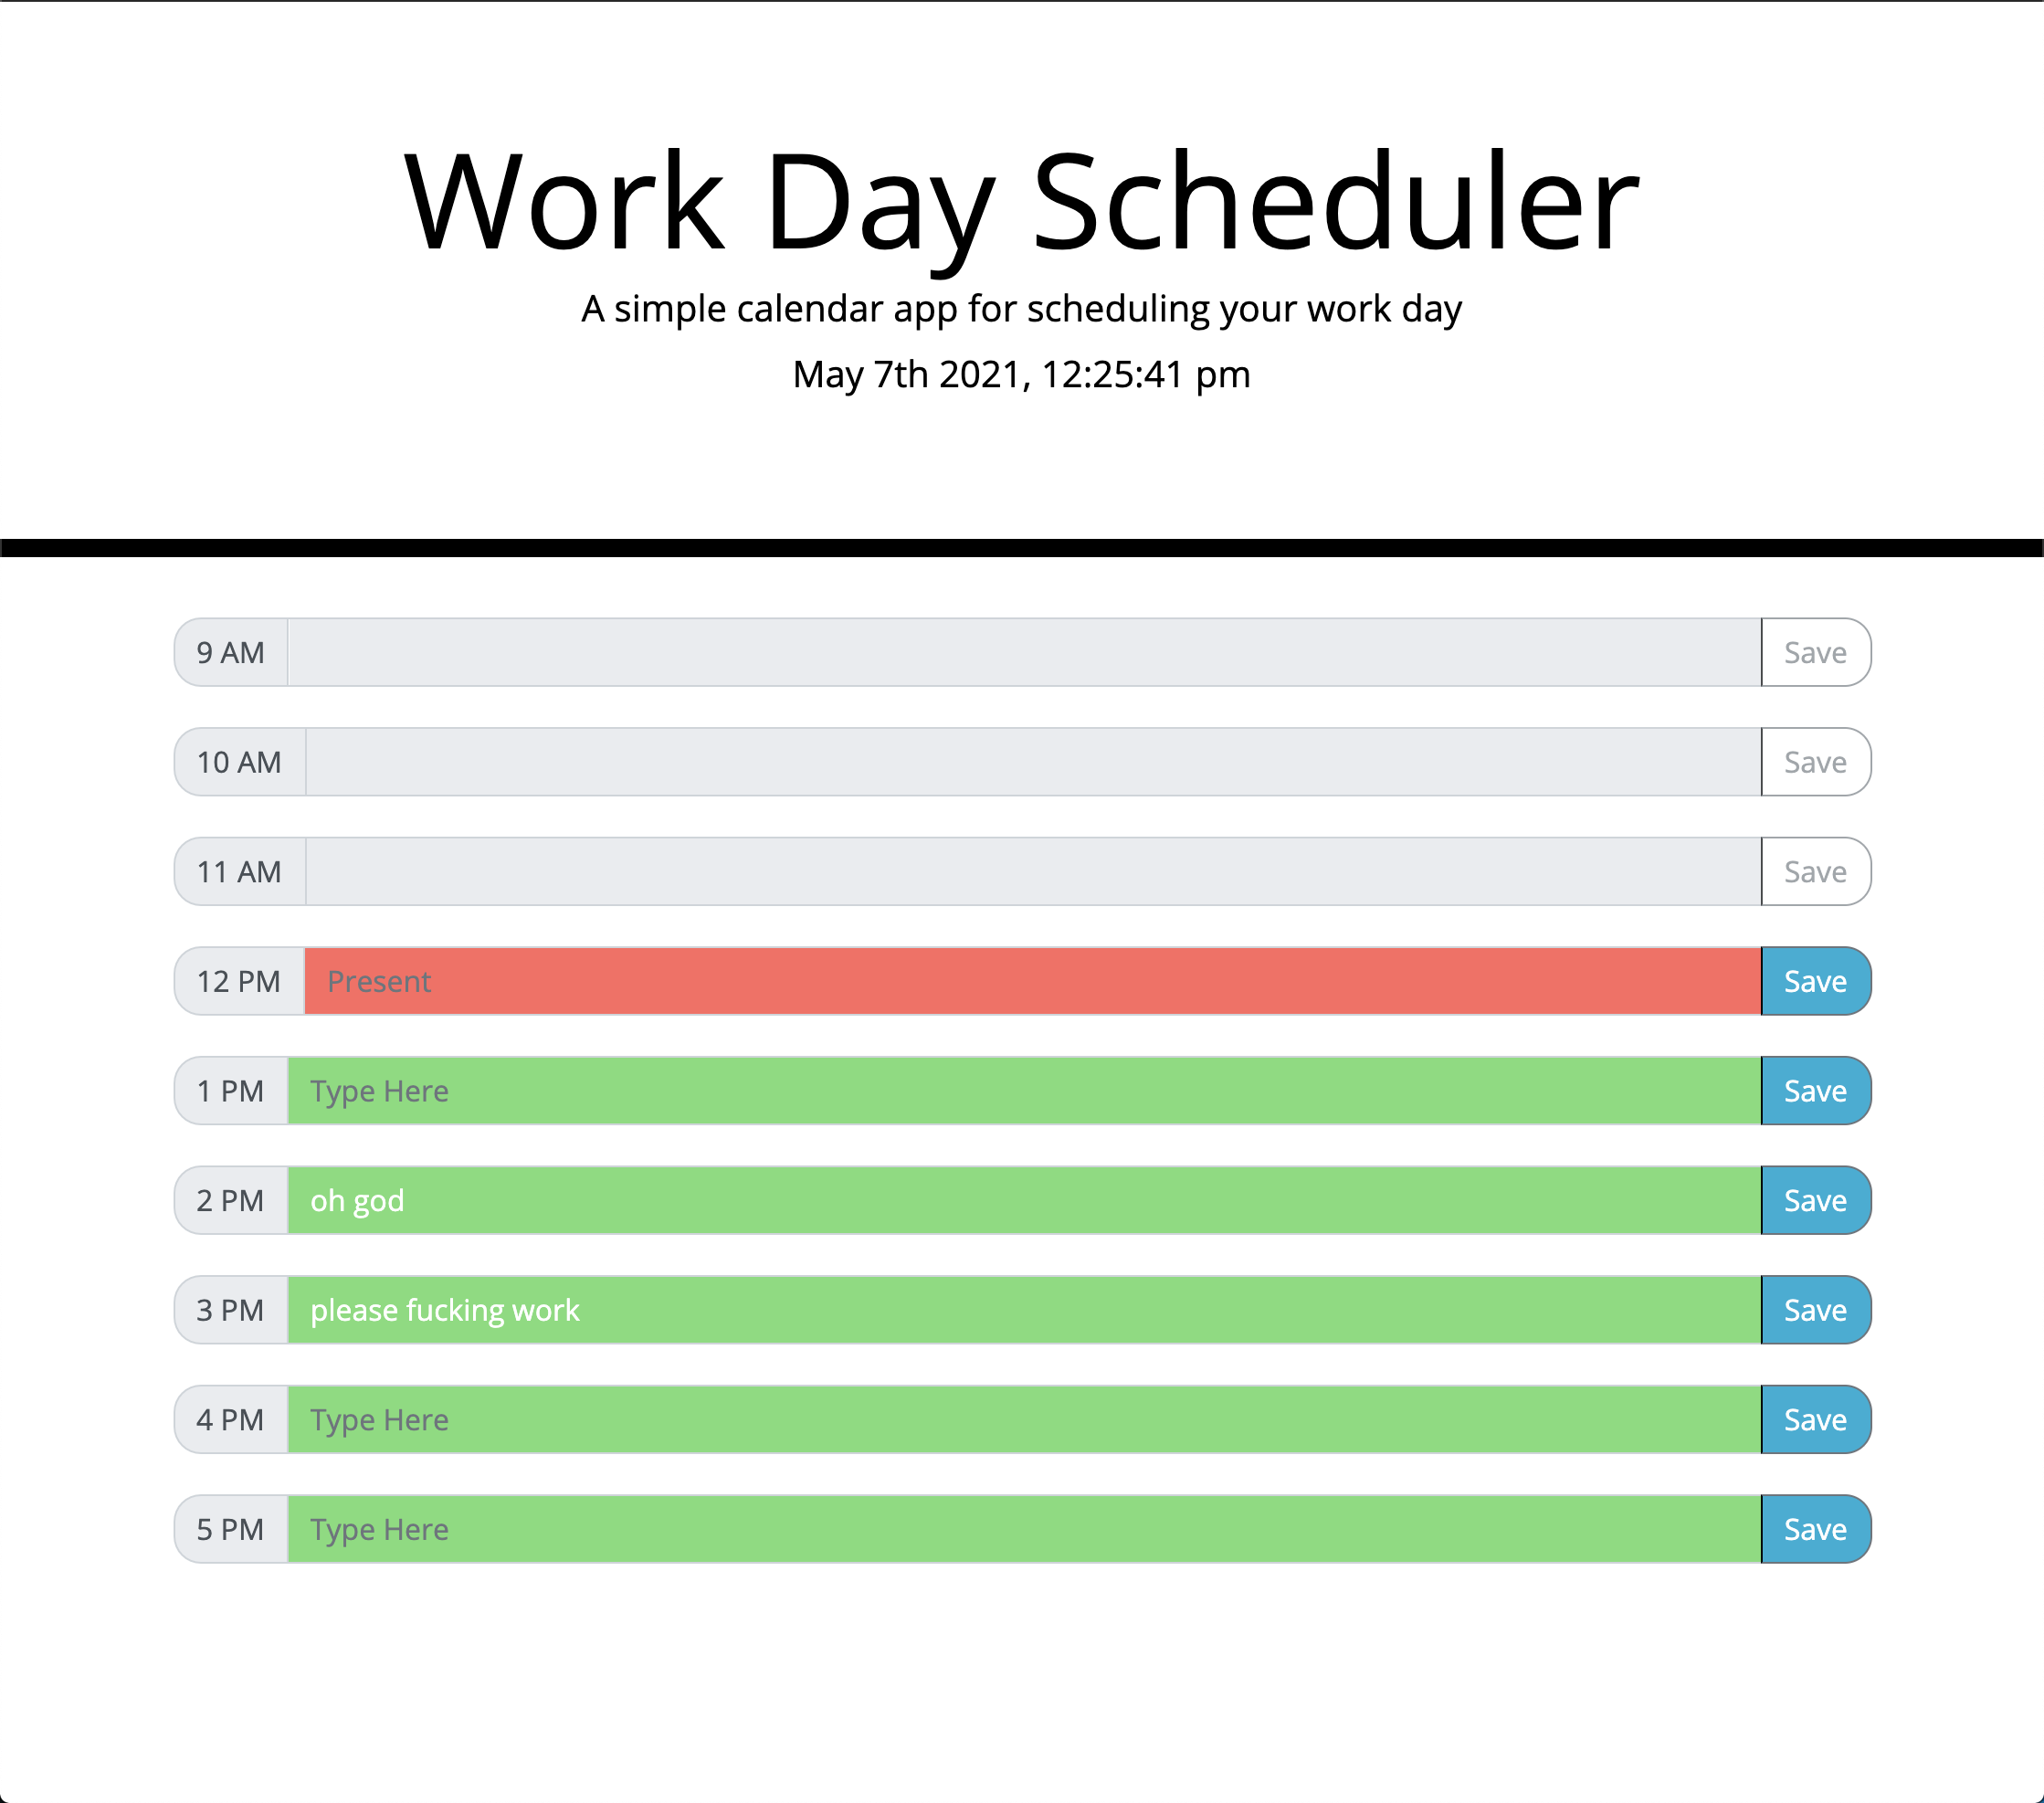 Work Day Scheduler
A simple calendar app for scheduling your work day
May 7th 2021, 12:25:41 pm
9 AM Save
10 AM Save
11 AM Save
12 PM Present Save
1 PM Type Here Save
2 PM oh god Save
3 PM please fucking work Save
4 PM Type Here Save
5 PM Type Here Save